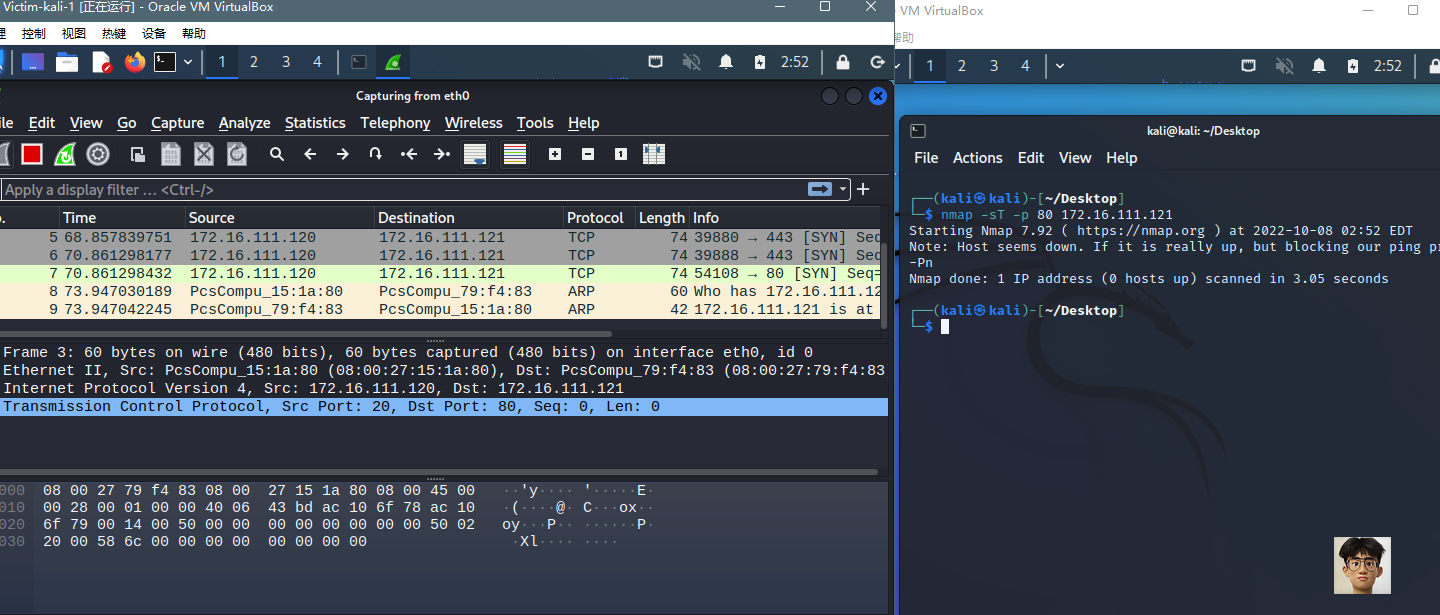 Victim-kali-1 [正在运行] - Oracle VM VirtualBox
理 控制 视图 热键 设备 帮助
1 2 3 4 2:52
Capturing from eth0
Edit View Go Capture Analyze Statistics Telephony Wireless Tools Help
Apply a display filter … <Ctrl-/>
Time Source Destination Protocol Length Info
5 68.857839751 172.16.111.120 172.16.111.121 TCP 74 39880 → 443 [SYN] Seq
6 70.861298177 172.16.111.120 172.16.111.121 TCP 74 39888 → 443 [SYN] Seq
7 70.861298432 172.16.111.120 172.16.111.121 TCP 74 54108 → 80 [SYN] Seq=
8 73.947030189 PcsCompu_15:1a:80 PcsCompu_79:f4:83 ARP 60 Who has 172.16.111.12
9 73.947042245 PcsCompu_79:f4:83 PcsCompu_15:1a:80 ARP 42 172.16.111.121 is at
Frame 3: 60 bytes on wire (480 bits), 60 bytes captured (480 bits) on interface eth0, id 0
Ethernet II, Src: PcsCompu_15:1a:80 (08:00:27:15:1a:80), Dst: PcsCompu_79:f4:83 (08:00:27:79:f4:83
Internet Protocol Version 4, Src: 172.16.111.120, Dst: 172.16.111.121
Transmission Control Protocol, Src Port: 20, Dst Port: 80, Seq: 0, Len: 0
000 08 00 27 79 f4 83 08 00 27 15 1a 80 08 00 45 00 ··'y···· '·····E·
010 00 28 00 01 00 00 40 06 43 bd ac 10 6f 78 ac 10 ·(····@· C···ox··
020 6f 79 00 14 00 50 00 00 00 00 00 00 00 00 50 02 oy···P·· ······P·
030 20 00 58 6c 00 00 00 00 00 00 00 00 ·Xl···· ····
VM VirtualBox
帮助
1 2 3 4 2:52
kali@kali: ~/Desktop
File Actions Edit View Help
┌──(kali㉿kali)-[~/Desktop]
└─$ nmap -sT -p 80 172.16.111.121
Starting Nmap 7.92 ( https://nmap.org ) at 2022-10-08 02:52 EDT
Note: Host seems down. If it is really up, but blocking our ping p
-Pn
Nmap done: 1 IP address (0 hosts up) scanned in 3.05 seconds
┌──(kali㉿kali)-[~/Desktop]
└─$